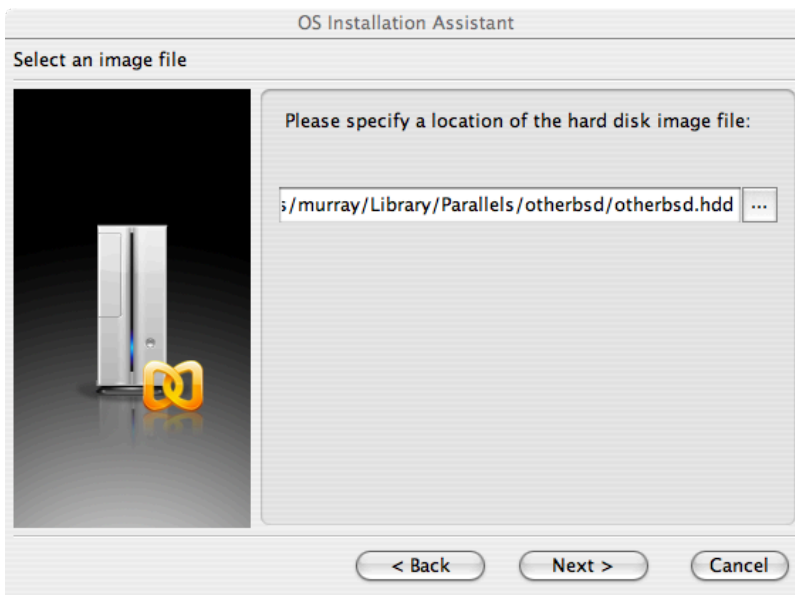 OS Installation Assistant
Select an image file
Please specify a location of the hard disk image file:
s/murray/Library/Parallels/otherbsd/otherbsd.hdd ...
< Back Next > Cancel